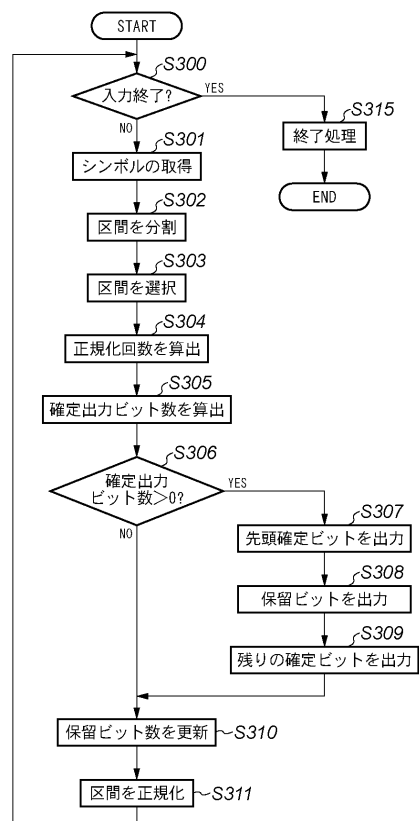 START
S300
入力終了?
YES
NO
S315
終了処理
END
S301
シンボルの取得
S302
区間を分割
S303
区間を選択
S304
正規化回数を算出
S305
確定出力ビット数を算出
S306
確定出力
ビット数>0?
YES
NO
S307
先頭確定ビットを出力
S308
保留ビットを出力
S309
残りの確定ビットを出力
保留ビット数を更新
S310
区間を正規化
S311